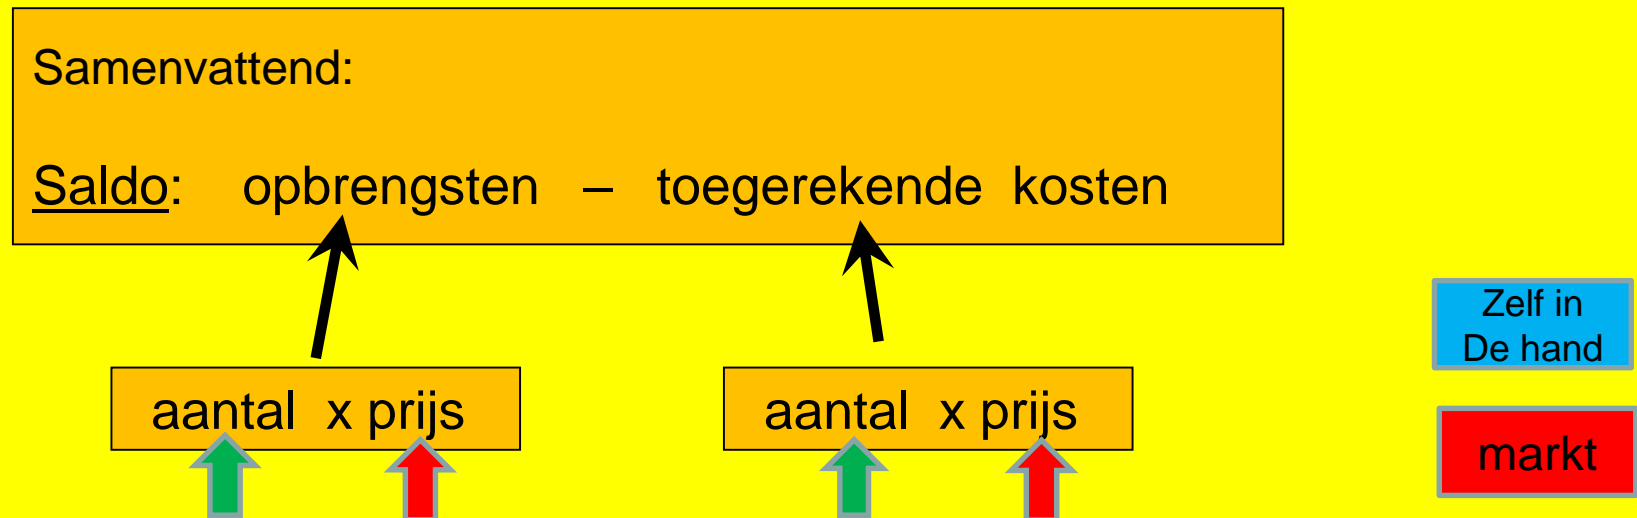 Samenvattend:
Saldo: opbrengsten – toegerekende kosten
Zelf in
De hand
aantal x prijs
aantal x prijs
markt